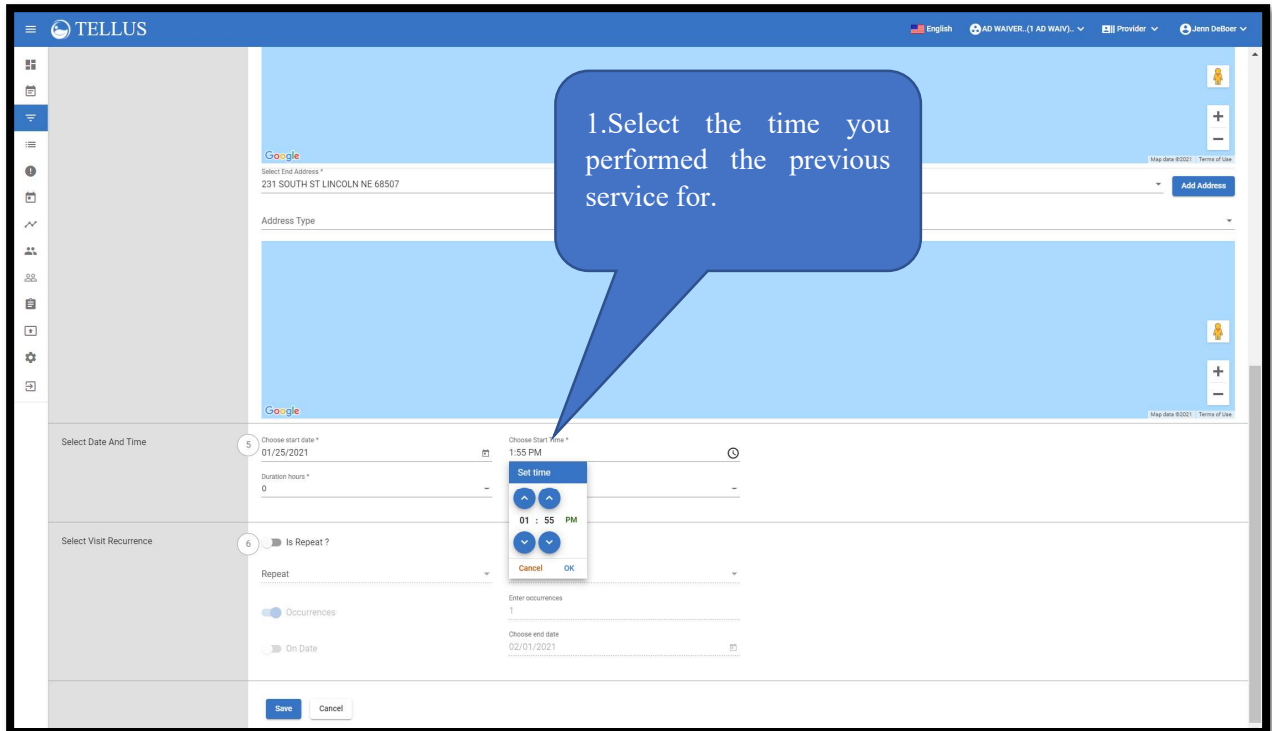 TELLUS
English
AD WAIVER..(1 AD WAIV)..
Provider
Jenn DeBoer
1.Select the time you
performed the previous
service for.
Google
Map data ©2021
Terms of Use
Select End Address *
231 SOUTH ST LINCOLN NE 68507
Add Address
Address Type
Google
Map data ©2021
Terms of Use
Select Date And Time
5
Choose start date *
01/25/2021
Choose Start Time *
1:55 PM
Duration hours *
0
Set time
01 : 55 PM
Cancel OK
Select Visit Recurrence
6
Is Repeat ?
Repeat
Occurrences
Enter occurrences
1
On Date
Choose end date
02/01/2021
Save
Cancel